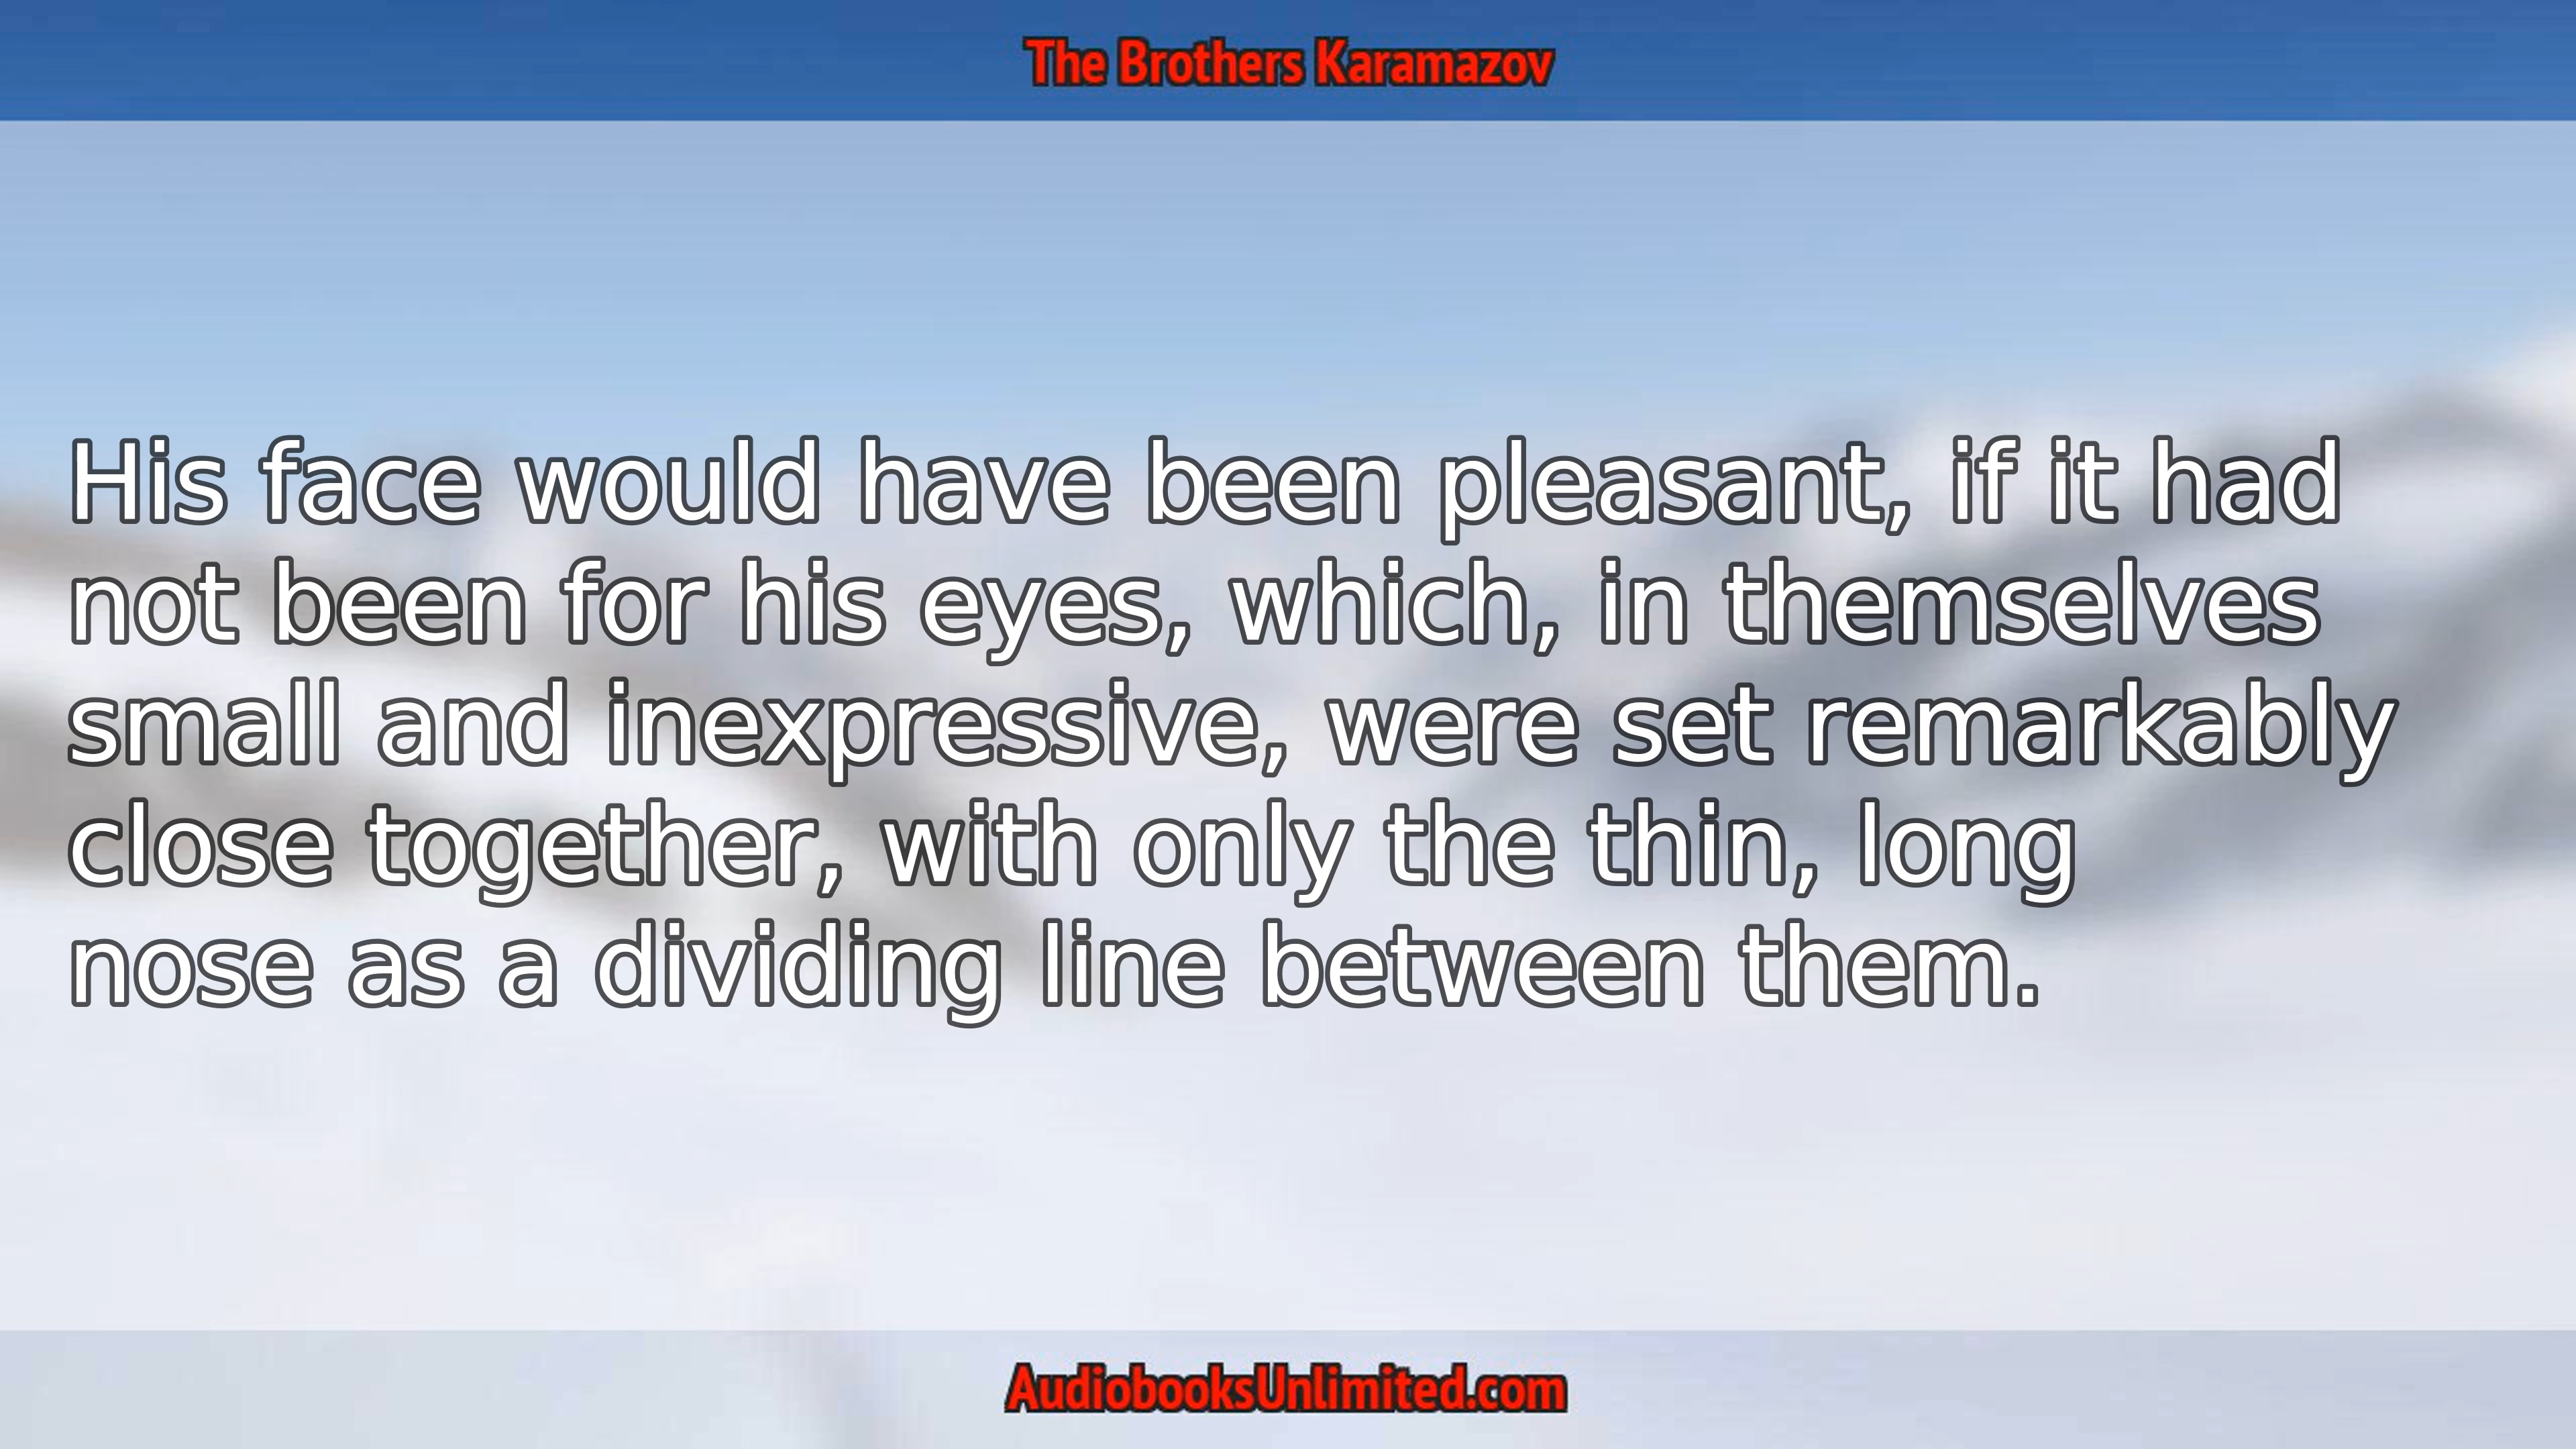 The Brothers Karamazov
His face would have been pleasant, if it had
not been for his eyes, which, in themselves
small and inexpressive, were set remarkably
close together, with only the thin, long
nose as a dividing line between them.
AudiobooksUnlimited.com